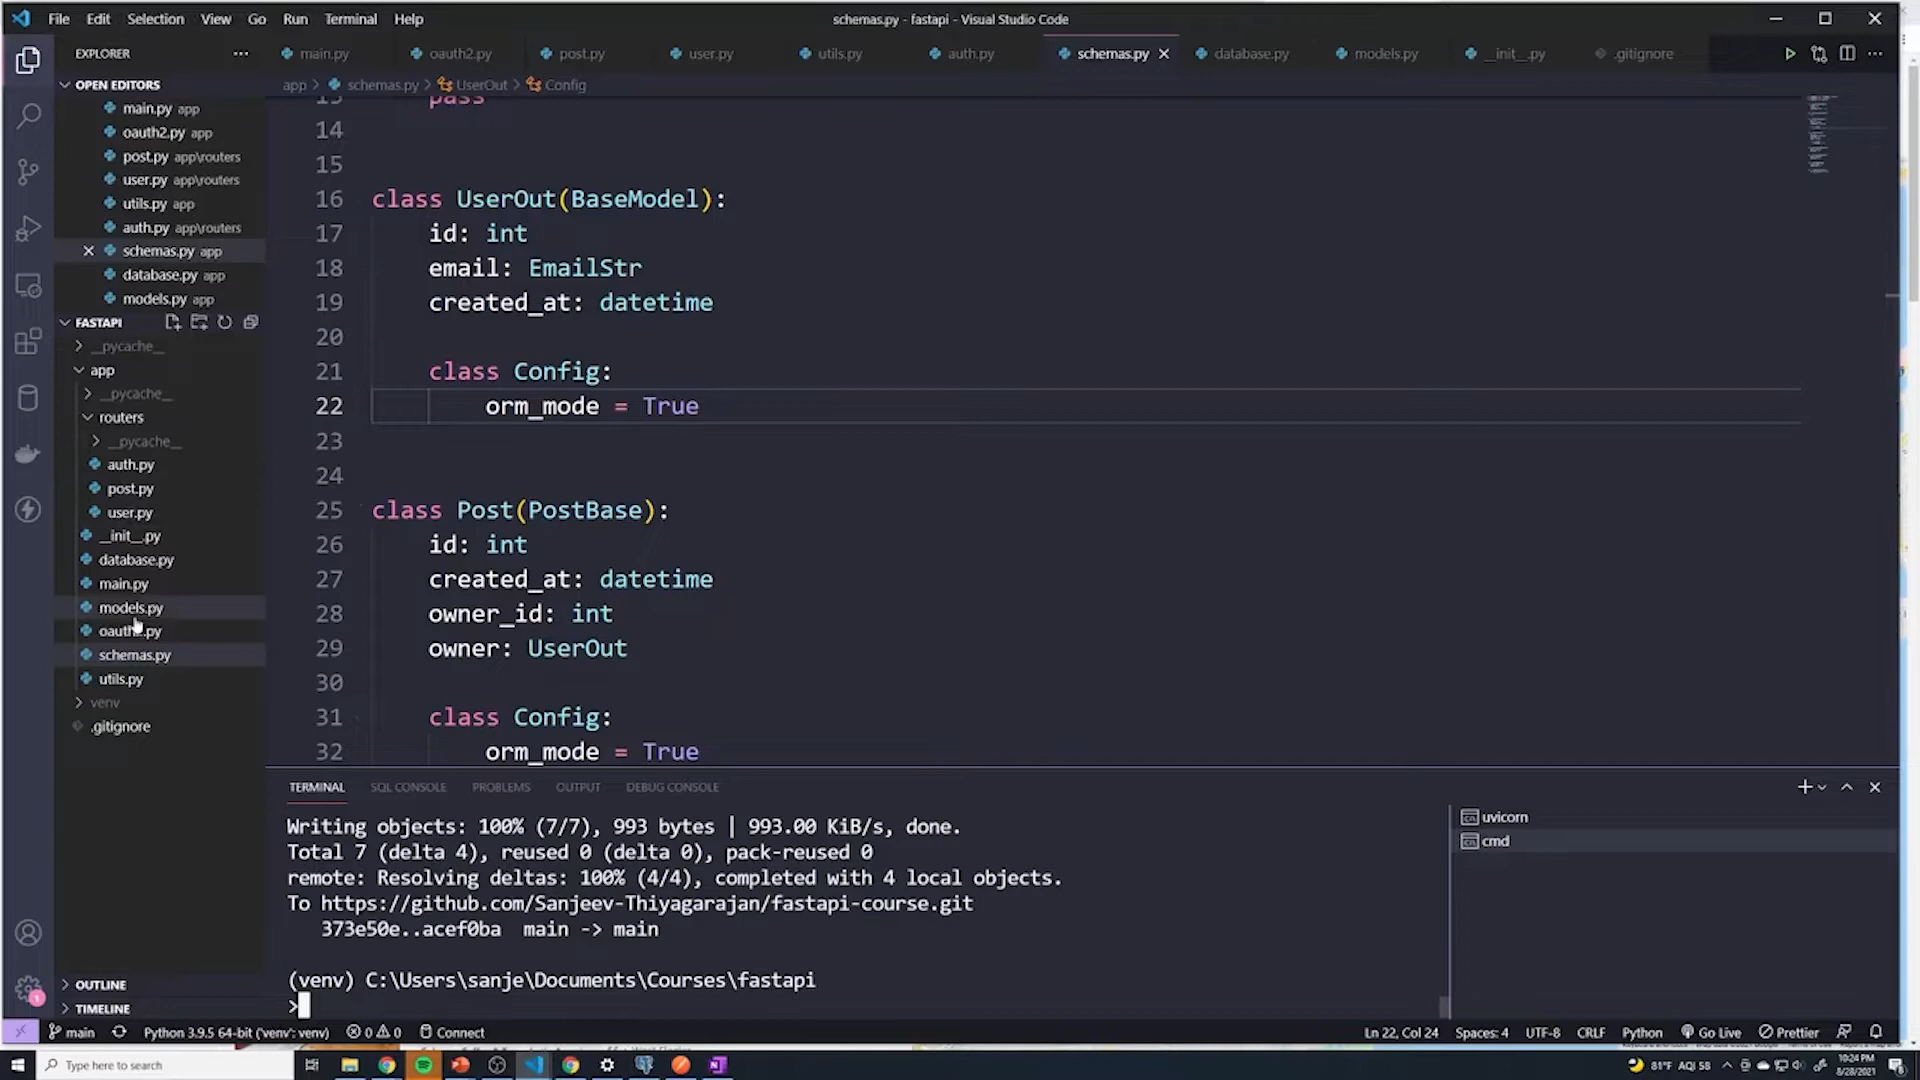 File Edit Selection View Go Run Terminal Help
schemas.py - fastapi - Visual Studio Code
EXPLORER
main.py oauth2.py post.py user.py utils.py auth.py schemas.py database.py models.py __init__.py .gitignore
OPEN EDITORS
main.py app
oauth2.py app
post.py app\routers
user.py app\routers
utils.py app
auth.py app\routers
schemas.py app
database.py app
models.py app
FASTAPI
__pycache__
app
__pycache__
routers
__pycache__
auth.py
post.py
user.py
__init__.py
database.py
main.py
models.py
schemas.py
utils.py
venv
.gitignore
OUTLINE
TIMELINE
app > schemas.py > UserOut > Config
13 pass
14
15
16 class UserOut(BaseModel):
17 id: int
18 email: EmailStr
19 created_at: datetime
20
21 class Config:
22 orm_mode = True
23
24
25 class Post(PostBase):
26 id: int
27 created_at: datetime
28 owner_id: int
29 owner: UserOut
30
31 class Config:
32 orm_mode = True
TERMINAL SQL CONSOLE PROBLEMS OUTPUT DEBUG CONSOLE
Writing objects: 100% (7/7), 993 bytes | 993.00 KiB/s, done.
Total 7 (delta 4), reused 0 (delta 0), pack-reused 0
remote: Resolving deltas: 100% (4/4), completed with 4 local objects.
To https://github.com/Sanjeev-Thiyagarajan/fastapi-course.git
373e50e..acef0ba main -> main
(venv) C:\Users\sanje\Documents\Courses\fastapi
>
uvicorn
cmd
1
main Python 3.9.5 64-bit ('venv': venv) 0 0 Connect
Ln 22, Col 24 Spaces: 4 UTF-8 CRLF Python Go Live Prettier
Type here to search
81°F AQI 58
10:24 PM
8/28/2021